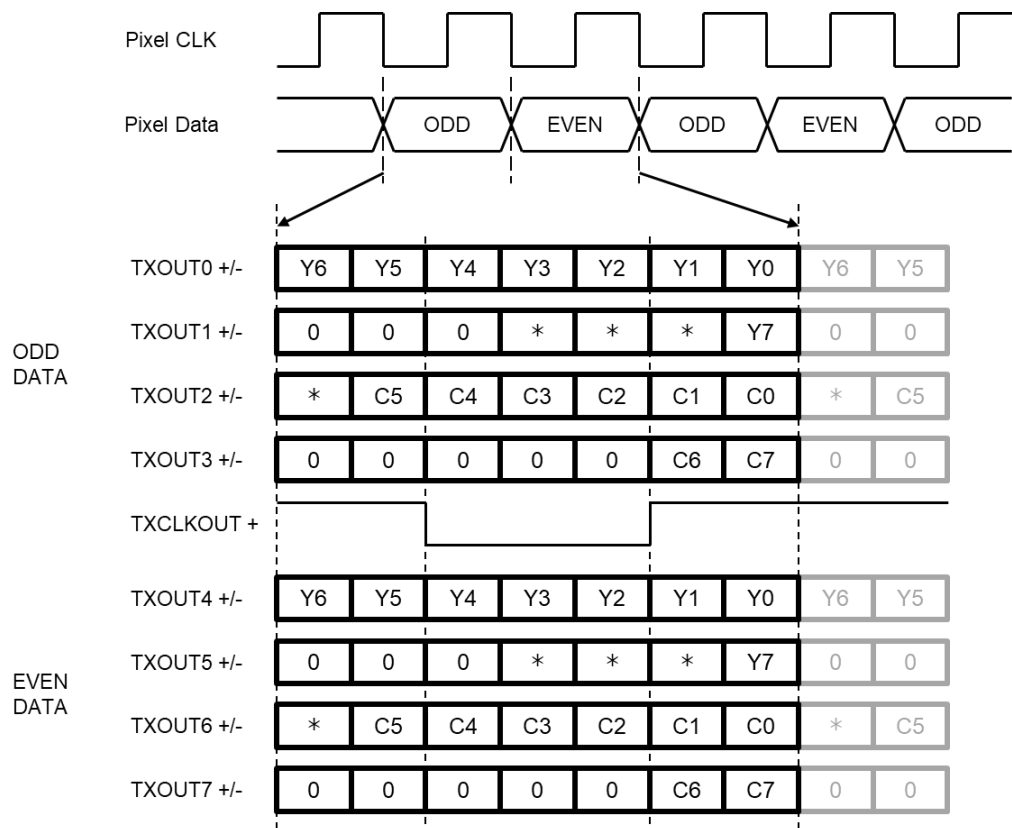 Pixel CLK
Pixel Data ODD EVEN ODD EVEN ODD
TXOUT0 +/- Y6 Y5 Y4 Y3 Y2 Y1 Y0 Y6 Y5
TXOUT1 +/- 0 0 0 * * * Y7 0 0
ODD
DATA
TXOUT2 +/- * C5 C4 C3 C2 C1 C0 * C5
TXOUT3 +/- 0 0 0 0 0 C6 C7 0 0
TXCLKOUT +
TXOUT4 +/- Y6 Y5 Y4 Y3 Y2 Y1 Y0 Y6 Y5
TXOUT5 +/- 0 0 0 * * * Y7 0 0
EVEN
DATA
TXOUT6 +/- * C5 C4 C3 C2 C1 C0 * C5
TXOUT7 +/- 0 0 0 0 0 C6 C7 0 0